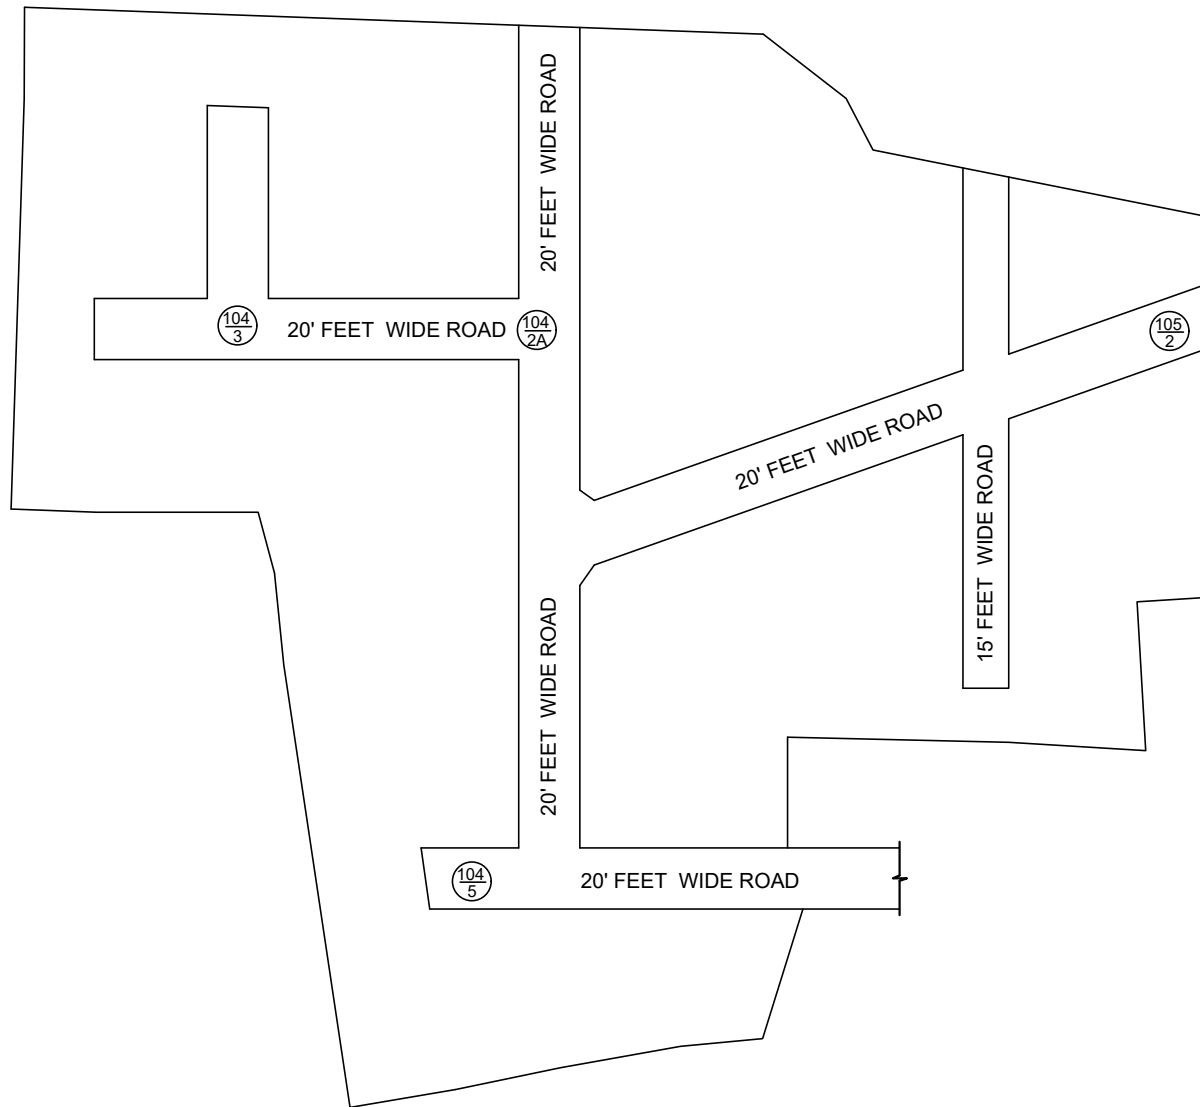 20' FEET WIDE ROAD
104
3
20' FEET WIDE ROAD
104
2A
105
2
20' FEET WIDE ROAD
15' FEET WIDE ROAD
20' FEET WIDE ROAD
104
5
20' FEET WIDE ROAD